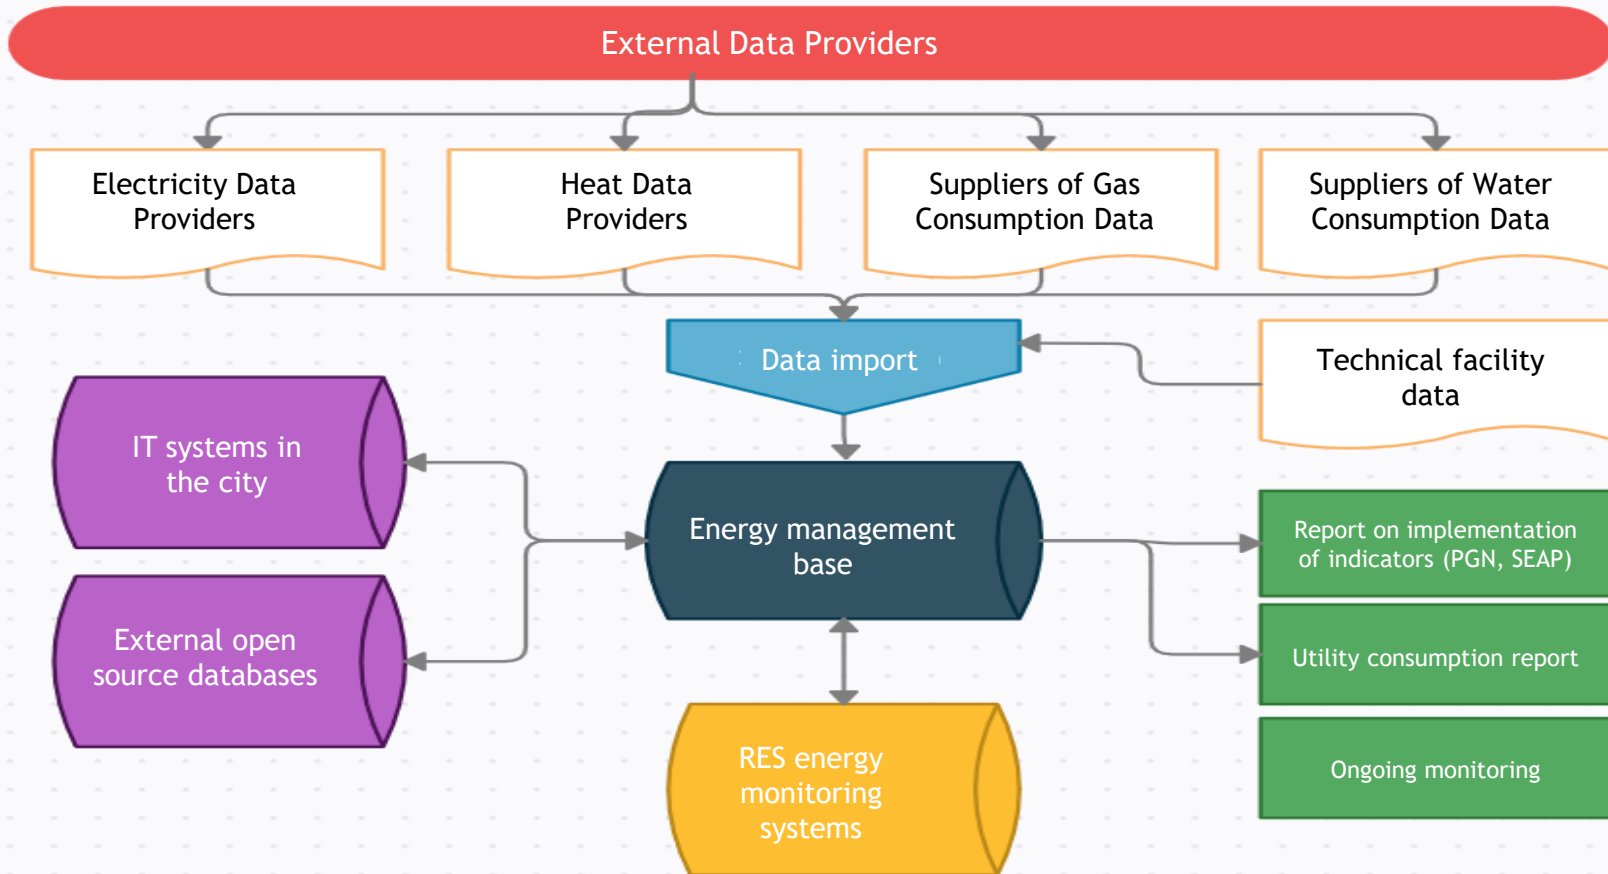 External Data Providers
Electricity Data
Providers
Heat Data
Providers
Suppliers of Gas
Consumption Data
Suppliers of Water
Consumption Data
Data import
Technical facility
data
IT systems in
the city
Energy management
base
Report on implementation
of indicators (PGN, SEAP)
External open
source databases
Utility consumption report
RES energy
monitoring
systems
Ongoing monitoring